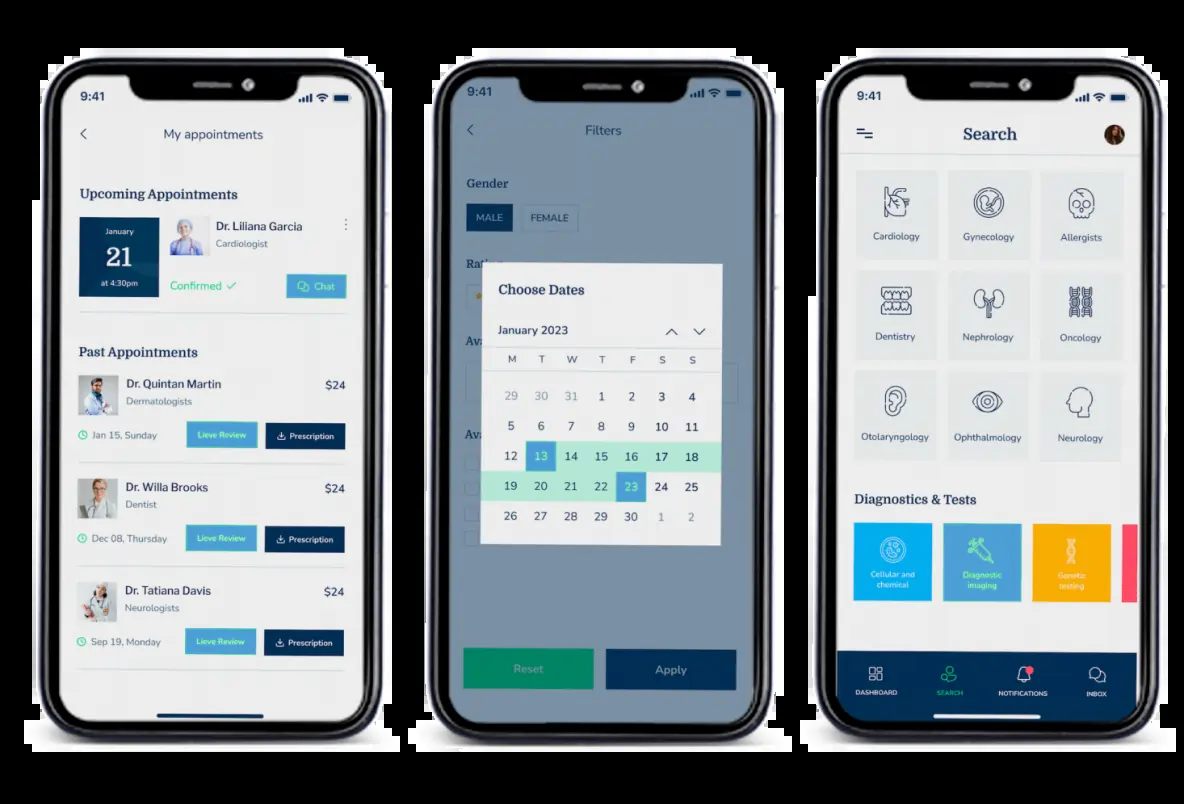 9:41
My appointments
Upcoming Appointments
January
21
at 4:30pm
Dr. Liliana Garcia
Cardiologist
Confirmed
Chat
Past Appointments
Dr. Quintan Martin
$24
Dermatologists
Jan 15, Sunday
Lieve Review
Prescription
Dr. Willa Brooks
$24
Dentist
Dec 08, Thursday
Lieve Review
Prescription
Dr. Tatiana Davis
$24
Neurologists
Sep 19, Monday
Lieve Review
Prescription
9:41
Filters
Gender
MALE FEMALE
Choose Dates
January 2023
M T W T F S S
29 30 31 1 2 3 4
5 6 7 8 9 10 11
12 13 14 15 16 17 18
19 20 21 22 23 24 25
26 27 28 29 30 1 2
Reset Apply
9:41
Search
Cardiology Gynecology Allergists
Dentistry Nephrology Oncology
Otolaryngology Ophthalmology Neurology
Diagnostics & Tests
Cellular and
chemical
Diagnostic
imaging
Genetic
testing
DASHBOARD SEARCH NOTIFICATIONS INBOX